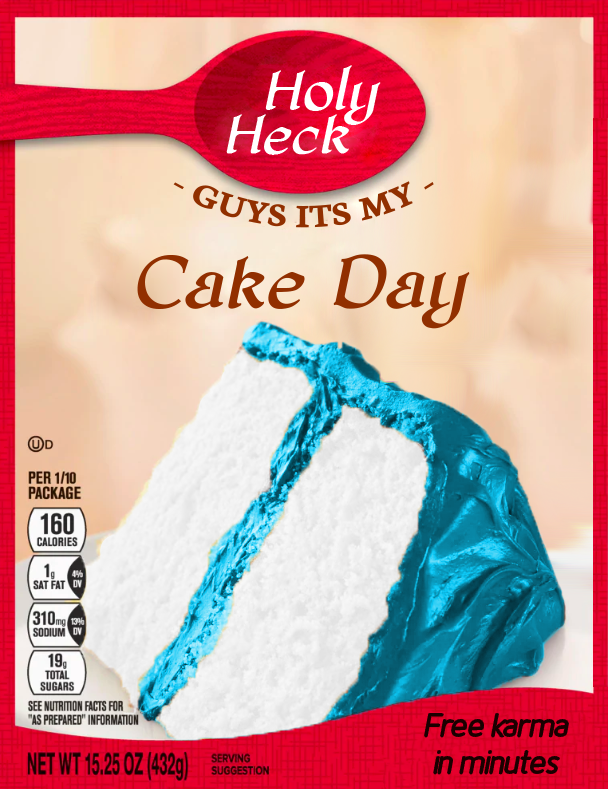 Holy
Heck
- GUYS ITS MY -
Cake Day
UD
PER 1/10
PACKAGE
160
CALORIES
1g
SAT FAT
4%
DV
310mg
SODIUM
13%
DV
19g
TOTAL
SUGARS
SEE NUTRITION FACTS FOR
"AS PREPARED" INFORMATION
NET WT 15.25 OZ (432g)
SERVING
SUGGESTION
Free karma
in minutes